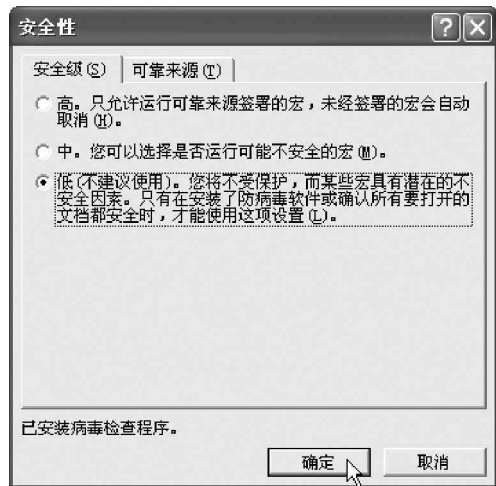 安全性
安全级(S)
可靠来源(T)
高。只允许运行可靠来源签署的宏，未经签署的宏会自动
取消(H)。
中。您可以选择是否运行可能不安全的宏(M)。
低(不建议使用)。您将不受保护，而某些宏具有潜在的不
安全因素。只有在安装了防病毒软件或确认所有要打开的
文档都安全时，才能使用这项设置(L)。
已安装病毒检查程序。
确定
取消